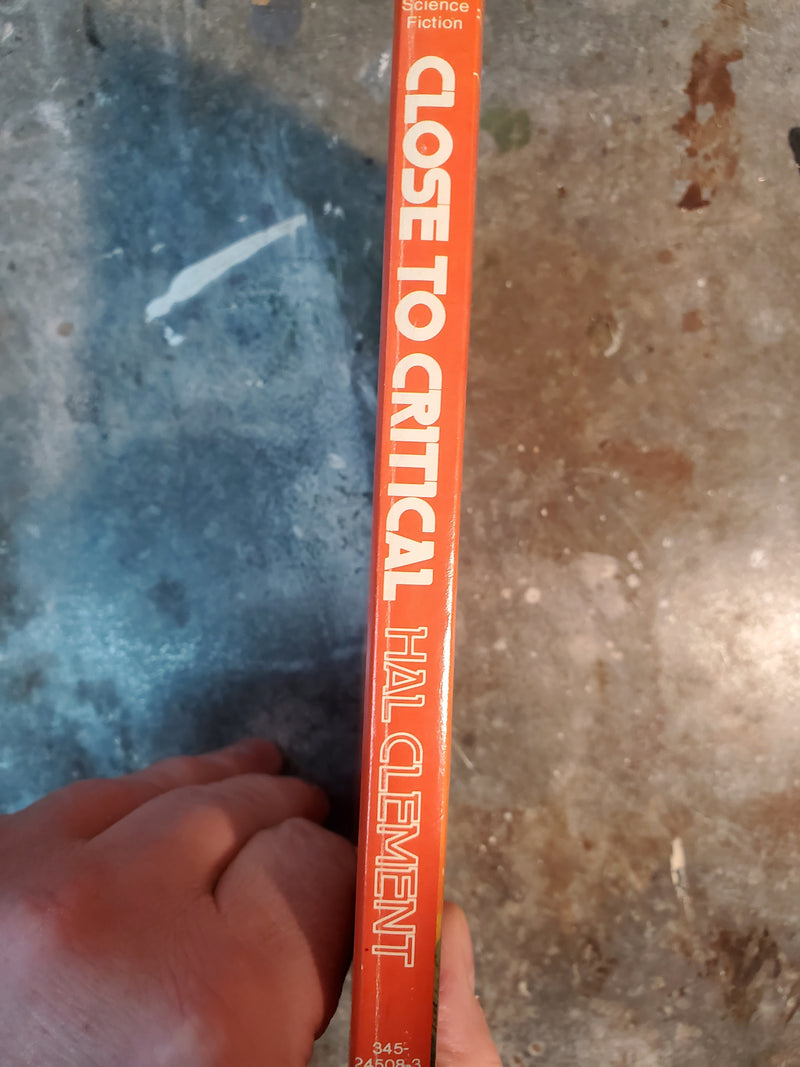 Science
Fiction
CLOSE TO CRITICAL HAL CLEMENT
345-
24508-3